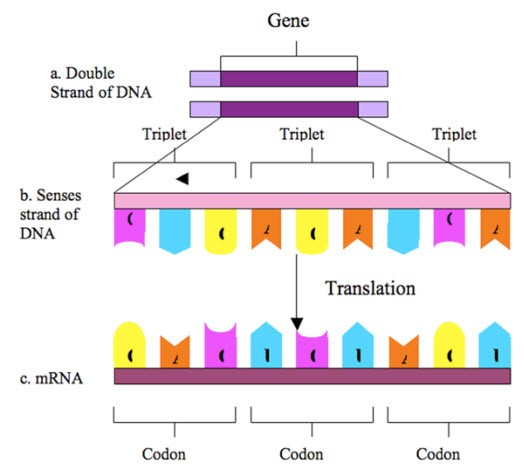 Gene
a. Double
Strand of DNA
Triplet Triplet Triplet
b. Senses
strand of
DNA
Translation
c. mRNA
Codon Codon Codon